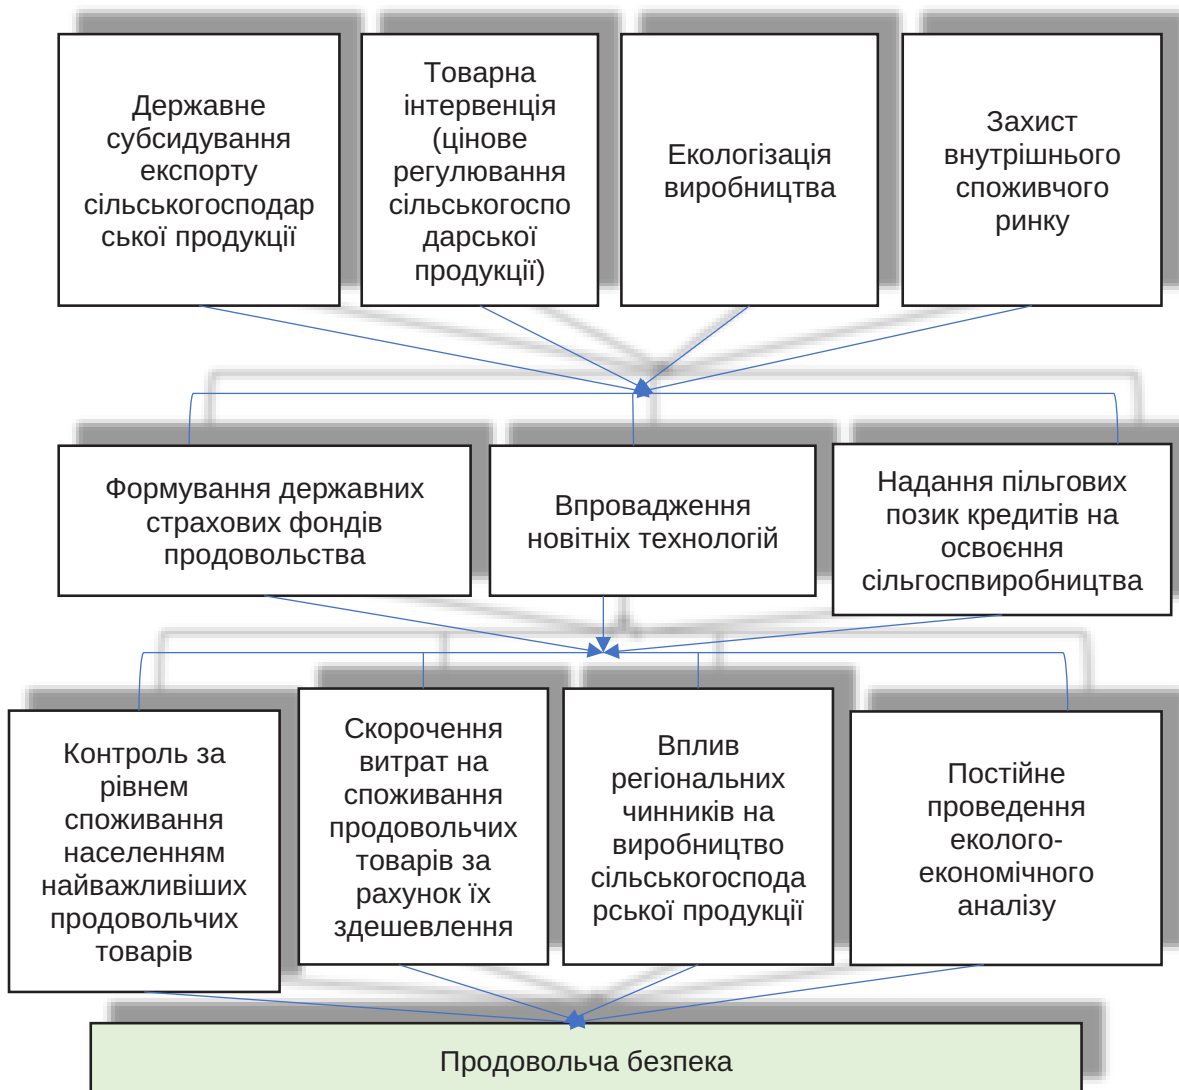 Державне
субсидування
експорту
сільськогосподар
ської продукції
Товарна
інтервенція
(цінове
регулювання
сільськогоспо
дарської
продукції)
Екологізація
виробництва
Захист
внутрішнього
споживчого
ринку
Формування державних
страхових фондів
продовольства
Впровадження
новітніх технологій
Надання пільгових
позик кредитів на
освоєння
сільгоспвиробництва
Контроль за
рівнем
споживання
населенням
найважливіших
продовольчих
товарів
Скорочення
витрат на
споживання
продовольчих
товарів за
рахунок їх
здешевлення
Вплив
регіональних
чинників на
виробництво
сільськогоспода
рської продукції
Постійне
проведення
еколого-
економічного
аналізу
Продовольча безпека